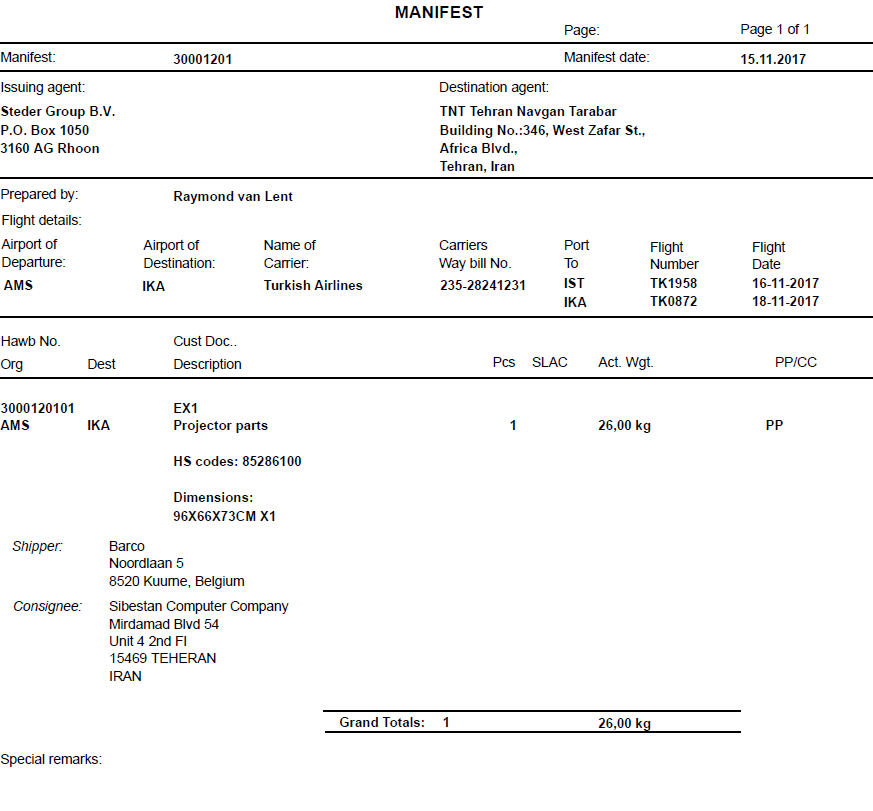 MANIFEST
Page: Page 1 of 1
Manifest: 30001201 Manifest date: 15.11.2017
Issuing agent: Destination agent:
Steder Group B.V. TNT Tehran Navgan Tarabar
P.O. Box 1050 Building No.:346, West Zafar St.,
3160 AG Rhoon Africa Blvd.,
Tehran, Iran
Prepared by: Raymond van Lent
Flight details:
Airport of Airport of Name of Carriers Port Flight Flight
Departure: Destination: Carrier: Way bill No. To Number Date
AMS IKA Turkish Airlines 235-28241231 IST TK1958 16-11-2017
IKA TK0872 18-11-2017
Hawb No. Cust Doc..
Org Dest Description Pcs SLAC Act. Wgt. PP/CC
3000120101 EX1
AMS IKA Projector parts 1 26,00 kg PP
HS codes: 85286100
Dimensions:
96X66X73CM X1
Shipper: Barco
Noordlaan 5
8520 Kuurne, Belgium
Consignee: Sibestan Computer Company
Mirdamad Blvd 54
Unit 4 2nd Fl
15469 TEHERAN
IRAN
Grand Totals: 1 26,00 kg
Special remarks: